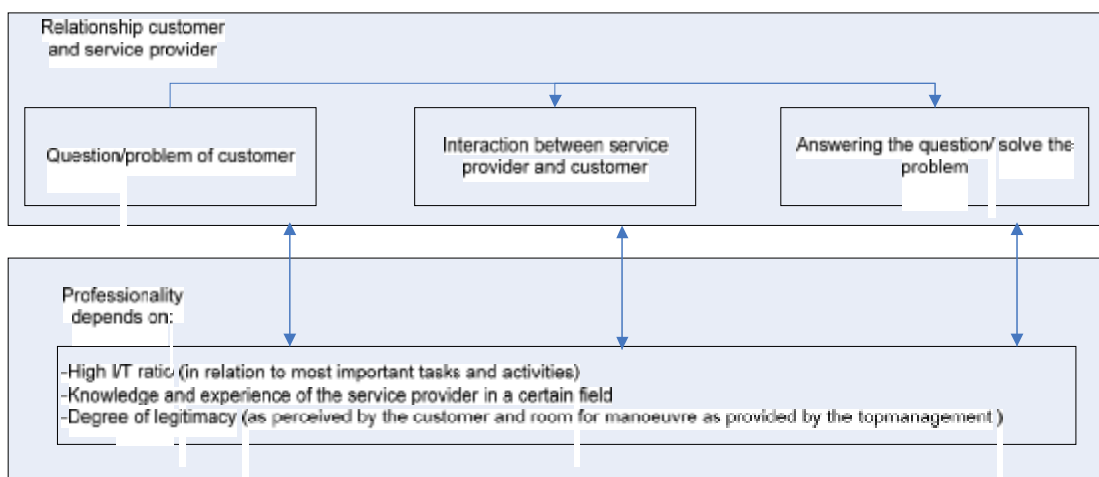 Relationship customer
and service provider
Question/problem of customer
Interaction between service
provider and customer
Answering the question/ solve the
problem
Professionality
depends on:
-High I/T ratio (in relation to most important tasks and activities)
-Knowledge and experience of the service provider in a certain field
-Degree of legitimacy (as perceived by the customer and room for manoeuvre as provided by the topmanagement )